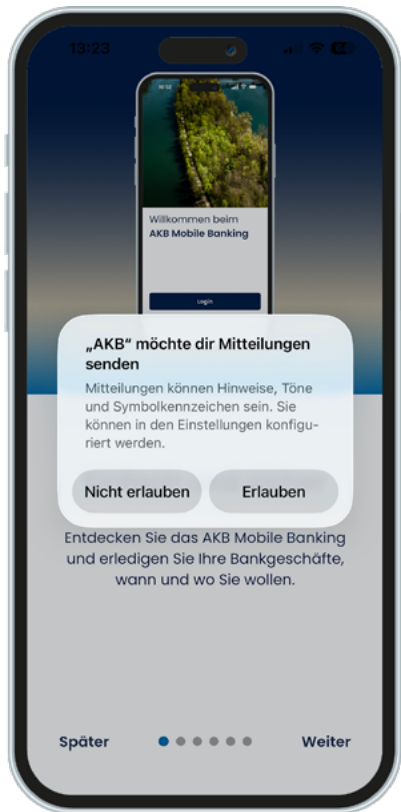 13:23
Willkommen beim
AKB Mobile Banking
Login
„AKB“ möchte dir Mitteilungen
senden
Mitteilungen können Hinweise, Töne
und Symbolkennzeichen sein. Sie
können in den Einstellungen konfigu-
riert werden.
Nicht erlauben
Erlauben
Entdecken Sie das AKB Mobile Banking
und erledigen Sie Ihre Bankgeschäfte,
wann und wo Sie wollen.
Später
Weiter